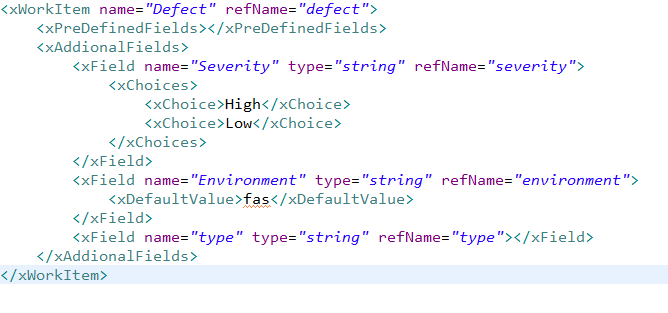 <xWorkItem name="Defect" refName="defect">
<xPreDefinedFields></xPreDefinedFields>
<xAddionalFields>
<xField name="Severity" type="string" refName="severity">
<xChoices>
<xChoice>High</xChoice>
<xChoice>Low</xChoice>
</xChoices>
</xField>
<xField name="Environment" type="string" refName="environment">
<xDefaultValue>fas</xDefaultValue>
</xField>
<xField name="type" type="string" refName="type"></xField>
</xAddionalFields>
</xWorkItem>